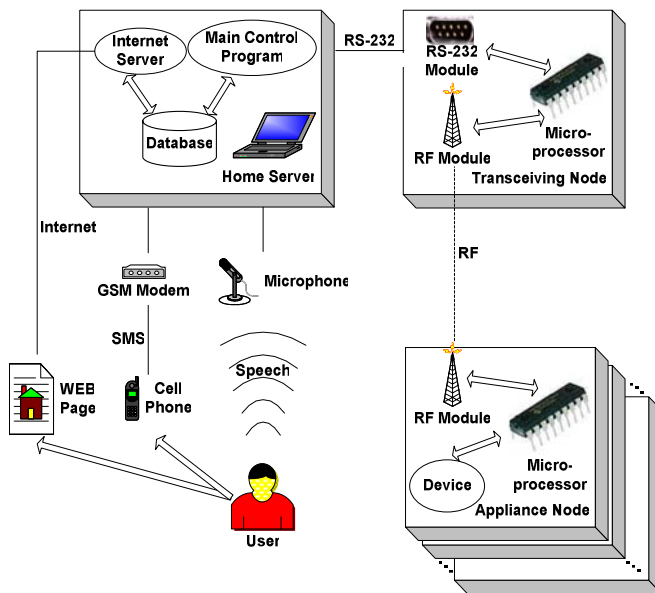 Internet
Server
Main Control
Program
Database
Home Server
RS-232
RS-232
Module
Micro-
processor
RF Module
Transceiving Node
Internet
GSM Modem
Microphone
RF
SMS
Speech
WEB
Page
Cell
Phone
User
RF Module
Micro-
processor
Device
Appliance Node